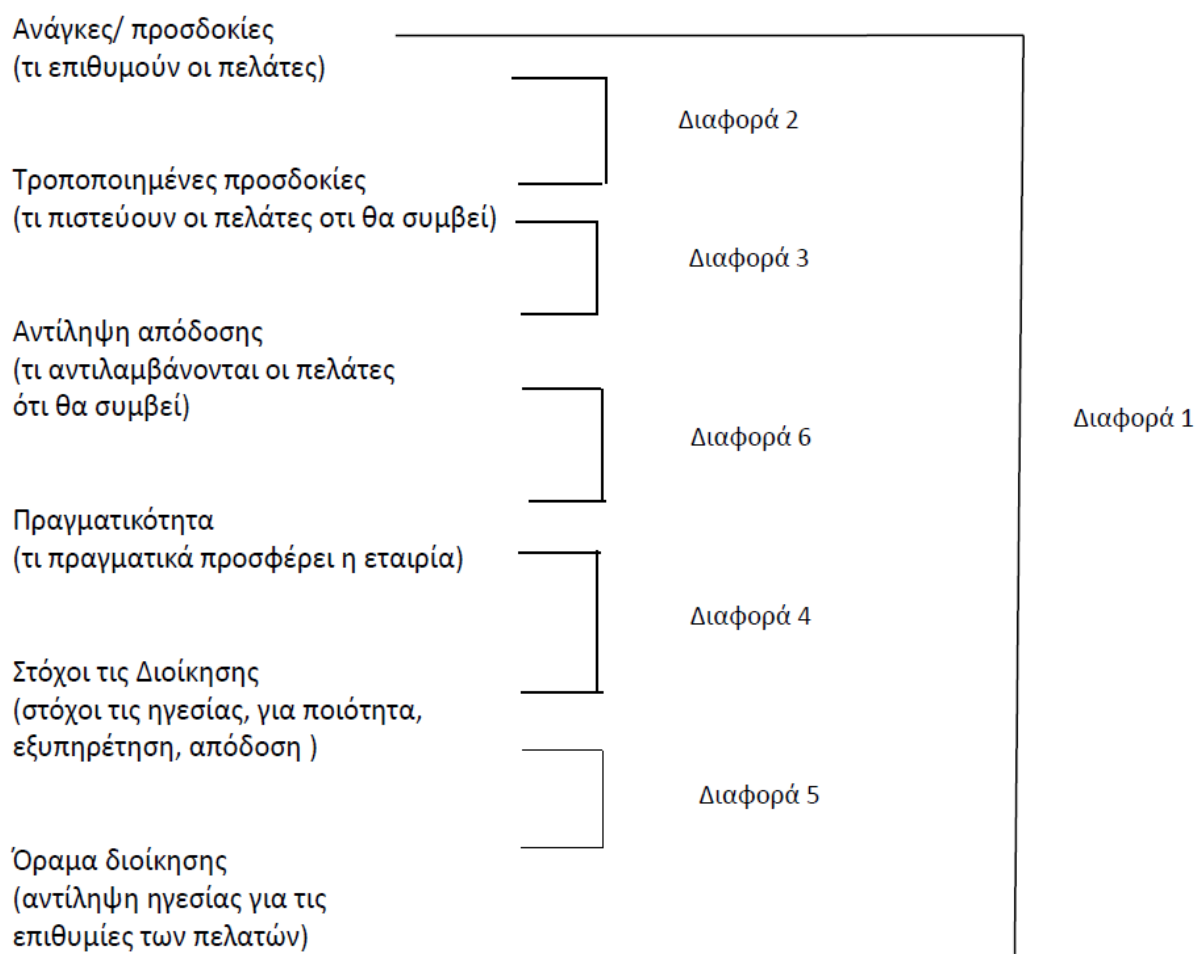 Ανάγκες/ προσδοκίες
(τι επιθυμούν οι πελάτες)
Διαφορά 2
Τροποποιημένες προσδοκίες
(τι πιστεύουν οι πελάτες οτι θα συμβεί)
Διαφορά 3
Αντίληψη απόδοσης
(τι αντιλαμβάνονται οι πελάτες
ότι θα συμβεί)
Διαφορά 1
Διαφορά 6
Πραγματικότητα
(τι πραγματικά προσφέρει η εταιρία)
Διαφορά 4
Στόχοι τις Διοίκησης
(στόχοι τις ηγεσίας, για ποιότητα,
εξυπηρέτηση, απόδοση )
Διαφορά 5
Όραμα διοίκησης
(αντίληψη ηγεσίας για τις
επιθυμίες των πελατών)